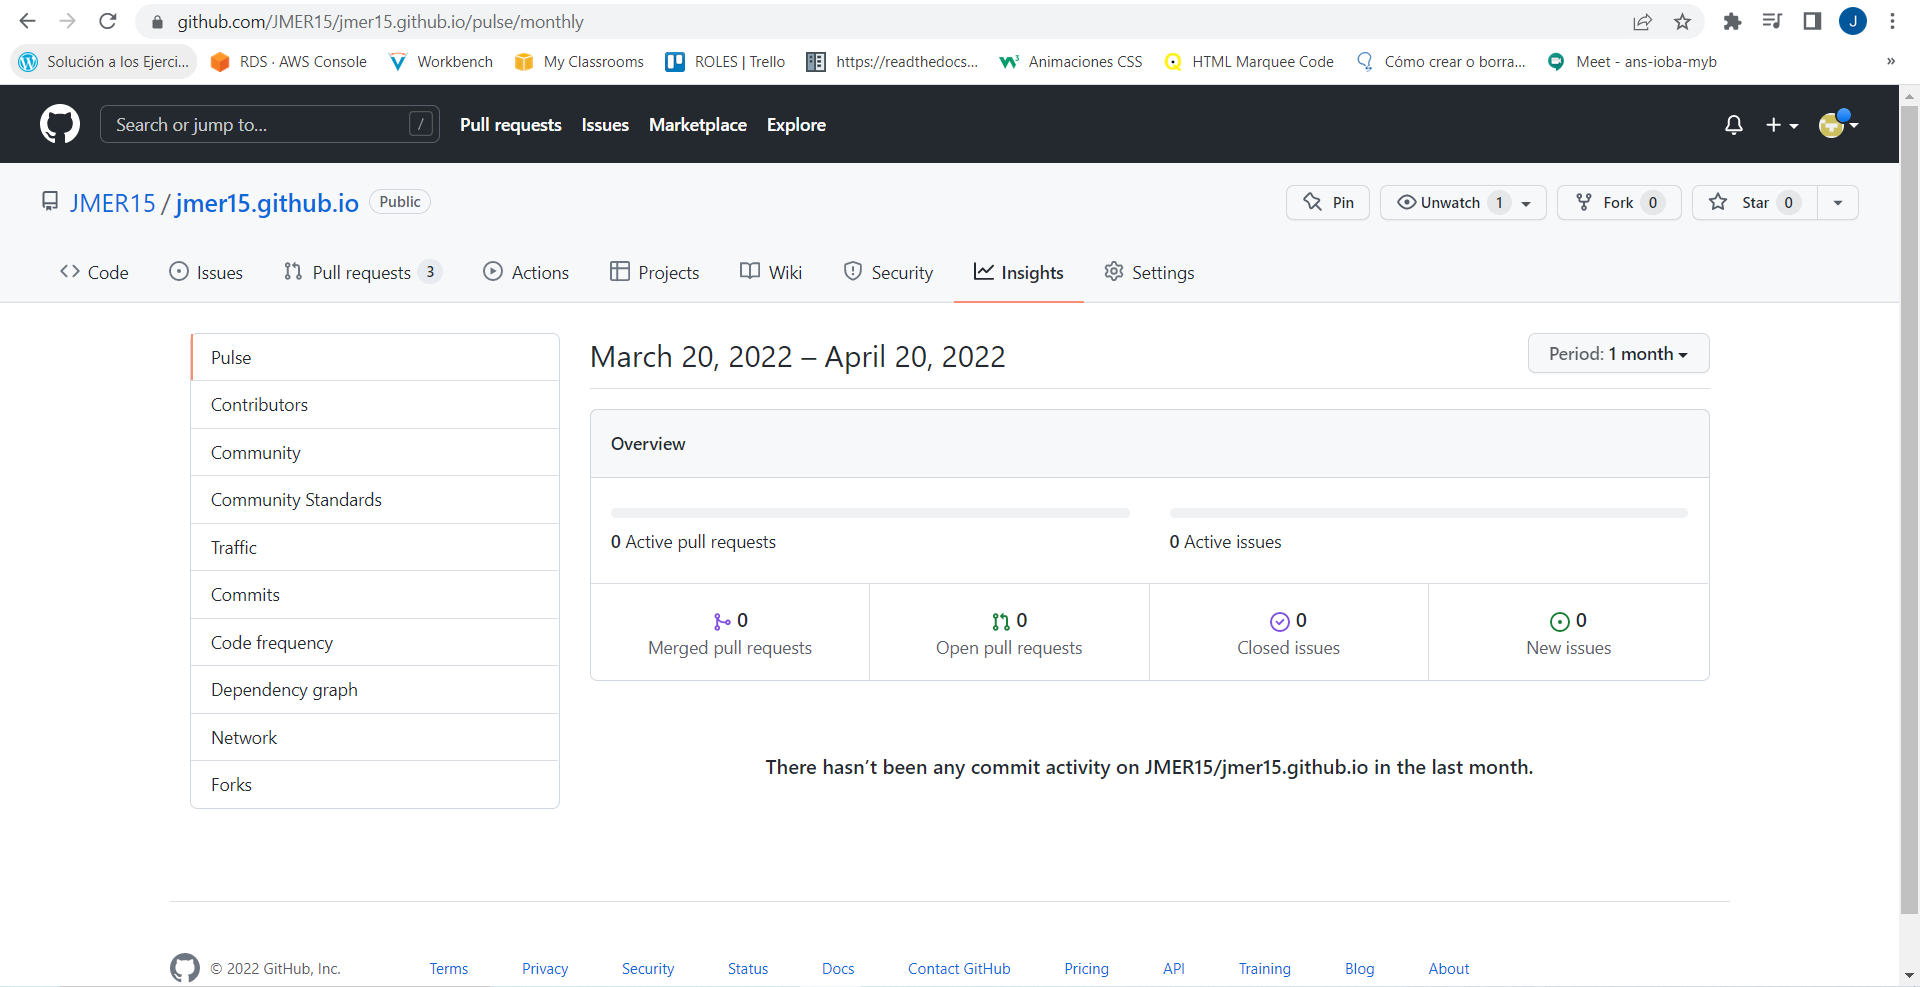 github.com/JMER15/jmer15.github.io/pulse/monthly
J
Solución a los Ejerci... RDS · AWS Console Workbench My Classrooms ROLES | Trello https://readthedocs... Animaciones CSS HTML Marquee Code Cómo crear o borra... Meet - ans-ioba-myb »
Search or jump to... / Pull requests Issues Marketplace Explore
JMER15 / jmer15.github.io Public Pin Unwatch 1 Fork 0 Star 0
Code Issues Pull requests 3 Actions Projects Wiki Security Insights Settings
Pulse
Contributors
Community
Community Standards
Traffic
Commits
Code frequency
Dependency graph
Network
Forks
March 20, 2022 – April 20, 2022
Period: 1 month
Overview
0 Active pull requests
0 Active issues
0
Merged pull requests
0
Open pull requests
0
Closed issues
0
New issues
There hasn’t been any commit activity on JMER15/jmer15.github.io in the last month.
© 2022 GitHub, Inc. Terms Privacy Security Status Docs Contact GitHub Pricing API Training Blog About